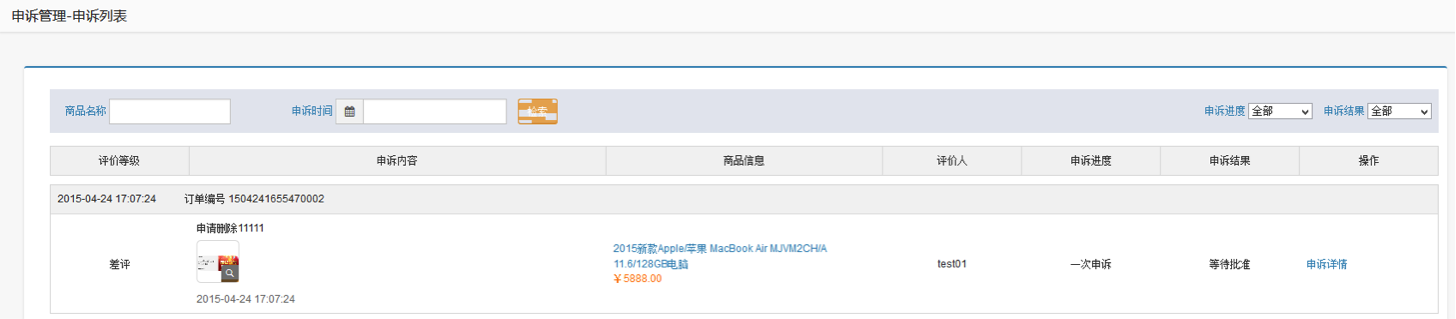 申诉管理-申诉列表
商品名称 申诉时间 检索 申诉进度 全部 申诉结果 全部
评价等级 申诉内容 商品信息 评价人 申诉进度 申诉结果 操作
2015-04-24 17:07:24 订单编号 1504241655470002
申请删除11111
2015新款Apple/苹果 MacBook Air MJVM2CH/A
差评 11.6/128GB电脑 test01 一次申诉 等待批准 申诉详情
￥5888.00
2015-04-24 17:07:24